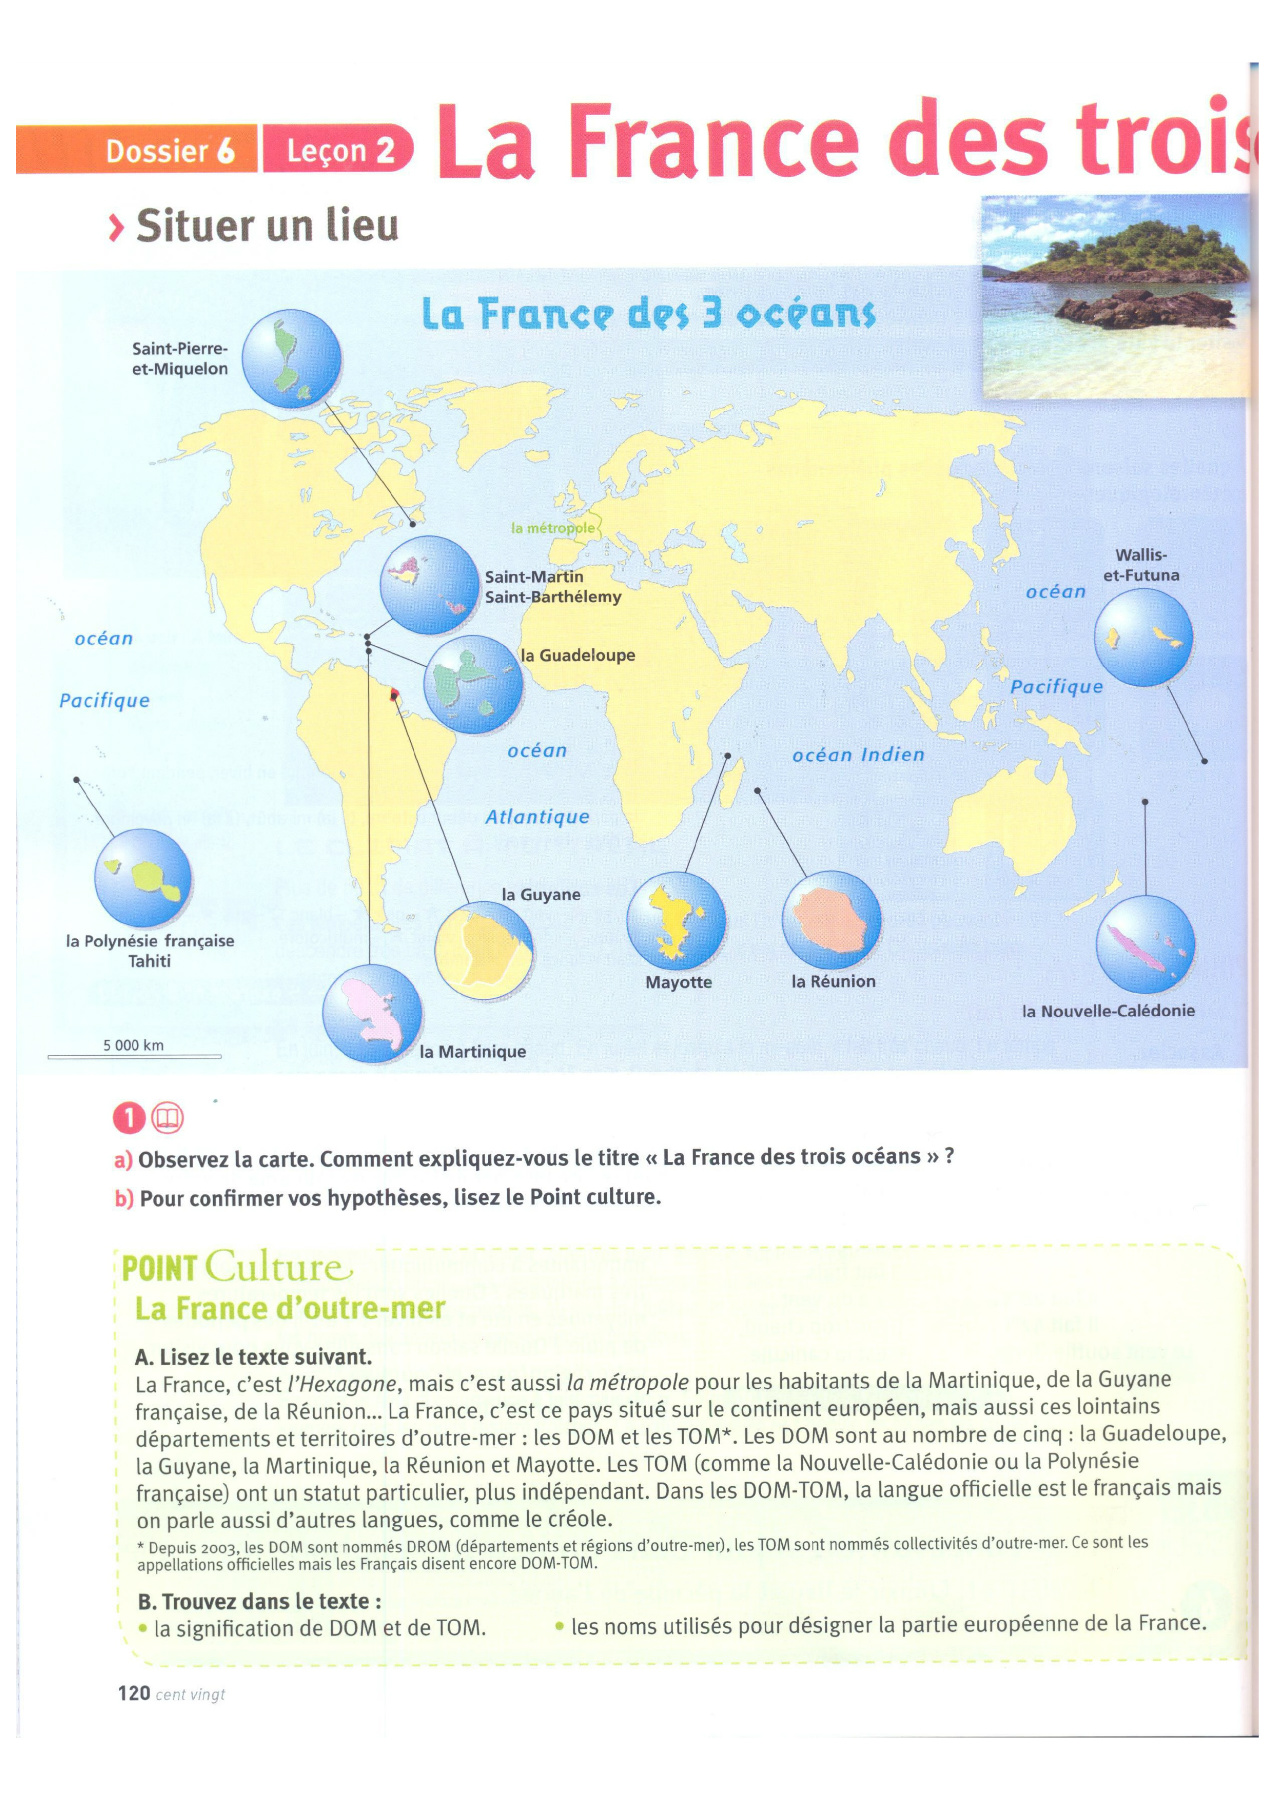 Dossier 6 Leçon 2 La France des trois
› Situer un lieu
La France des 3 océans
Saint-Pierre-
et-Miquelon
la métropole
Saint-Martin
Saint-Barthélemy
Wallis-
et-Futuna
océan
océan
la Guadeloupe
Pacifique
Pacifique
océan
océan Indien
Atlantique
la Guyane
la Polynésie française
Tahiti
Mayotte
la Réunion
la Nouvelle-Calédonie
5 000 km
la Martinique
1
a) Observez la carte. Comment expliquez-vous le titre « La France des trois océans » ?
b) Pour confirmer vos hypothèses, lisez le Point culture.
POINT Culture
La France d'outre-mer
A. Lisez le texte suivant.
La France, c'est l'Hexagone, mais c'est aussi la métropole pour les habitants de la Martinique, de la Guyane
française, de la Réunion... La France, c'est ce pays situé sur le continent européen, mais aussi ces lointains
départements et territoires d'outre-mer : les DOM et les TOM*. Les DOM sont au nombre de cinq : la Guadeloupe,
la Guyane, la Martinique, la Réunion et Mayotte. Les TOM (comme la Nouvelle-Calédonie ou la Polynésie
française) ont un statut particulier, plus indépendant. Dans les DOM-TOM, la langue officielle est le français mais
on parle aussi d'autres langues, comme le créole.
* Depuis 2003, les DOM sont nommés DROM (départements et régions d'outre-mer), les TOM sont nommés collectivités d'outre-mer. Ce sont les
appellations officielles mais les Français disent encore DOM-TOM.
B. Trouvez dans le texte :
• la signification de DOM et de TOM.
• les noms utilisés pour désigner la partie européenne de la France.
120 cent vingt